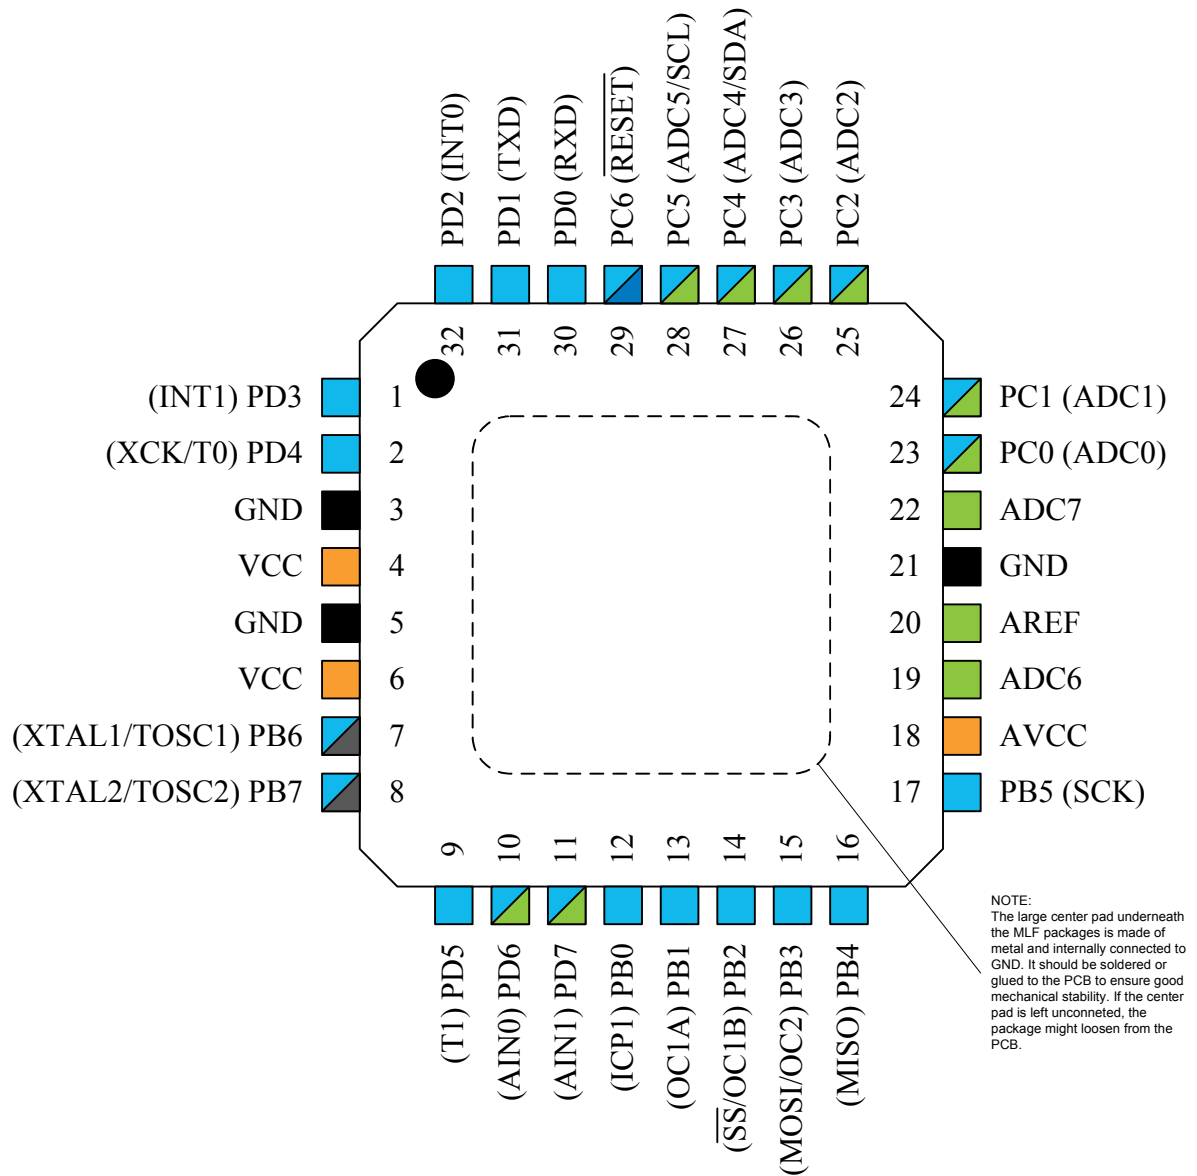 PD2 (INT0)
PD1 (TXD)
PD0 (RXD)
PC6 (RESET)
PC5 (ADC5/SCL)
PC4 (ADC4/SDA)
PC3 (ADC3)
PC2 (ADC2)
32
31
30
29
28
27
26
25
(INT1) PD3
1
(XCK/T0) PD4
2
GND
3
VCC
4
GND
5
VCC
6
(XTAL1/TOSC1) PB6
7
(XTAL2/TOSC2) PB7
8
24
PC1 (ADC1)
23
PC0 (ADC0)
22
ADC7
21
GND
20
AREF
19
ADC6
18
AVCC
17
PB5 (SCK)
9
10
11
12
13
14
15
16
(T1) PD5
(AIN0) PD6
(AIN1) PD7
(ICP1) PB0
(OC1A) PB1
(SS/OC1B) PB2
(MOSI/OC2) PB3
(MISO) PB4
NOTE:
The large center pad underneath
the MLF packages is made of
metal and internally connected to
GND. It should be soldered or
glued to the PCB to ensure good
mechanical stability. If the center
pad is left unconneted, the
package might loosen from the
PCB.